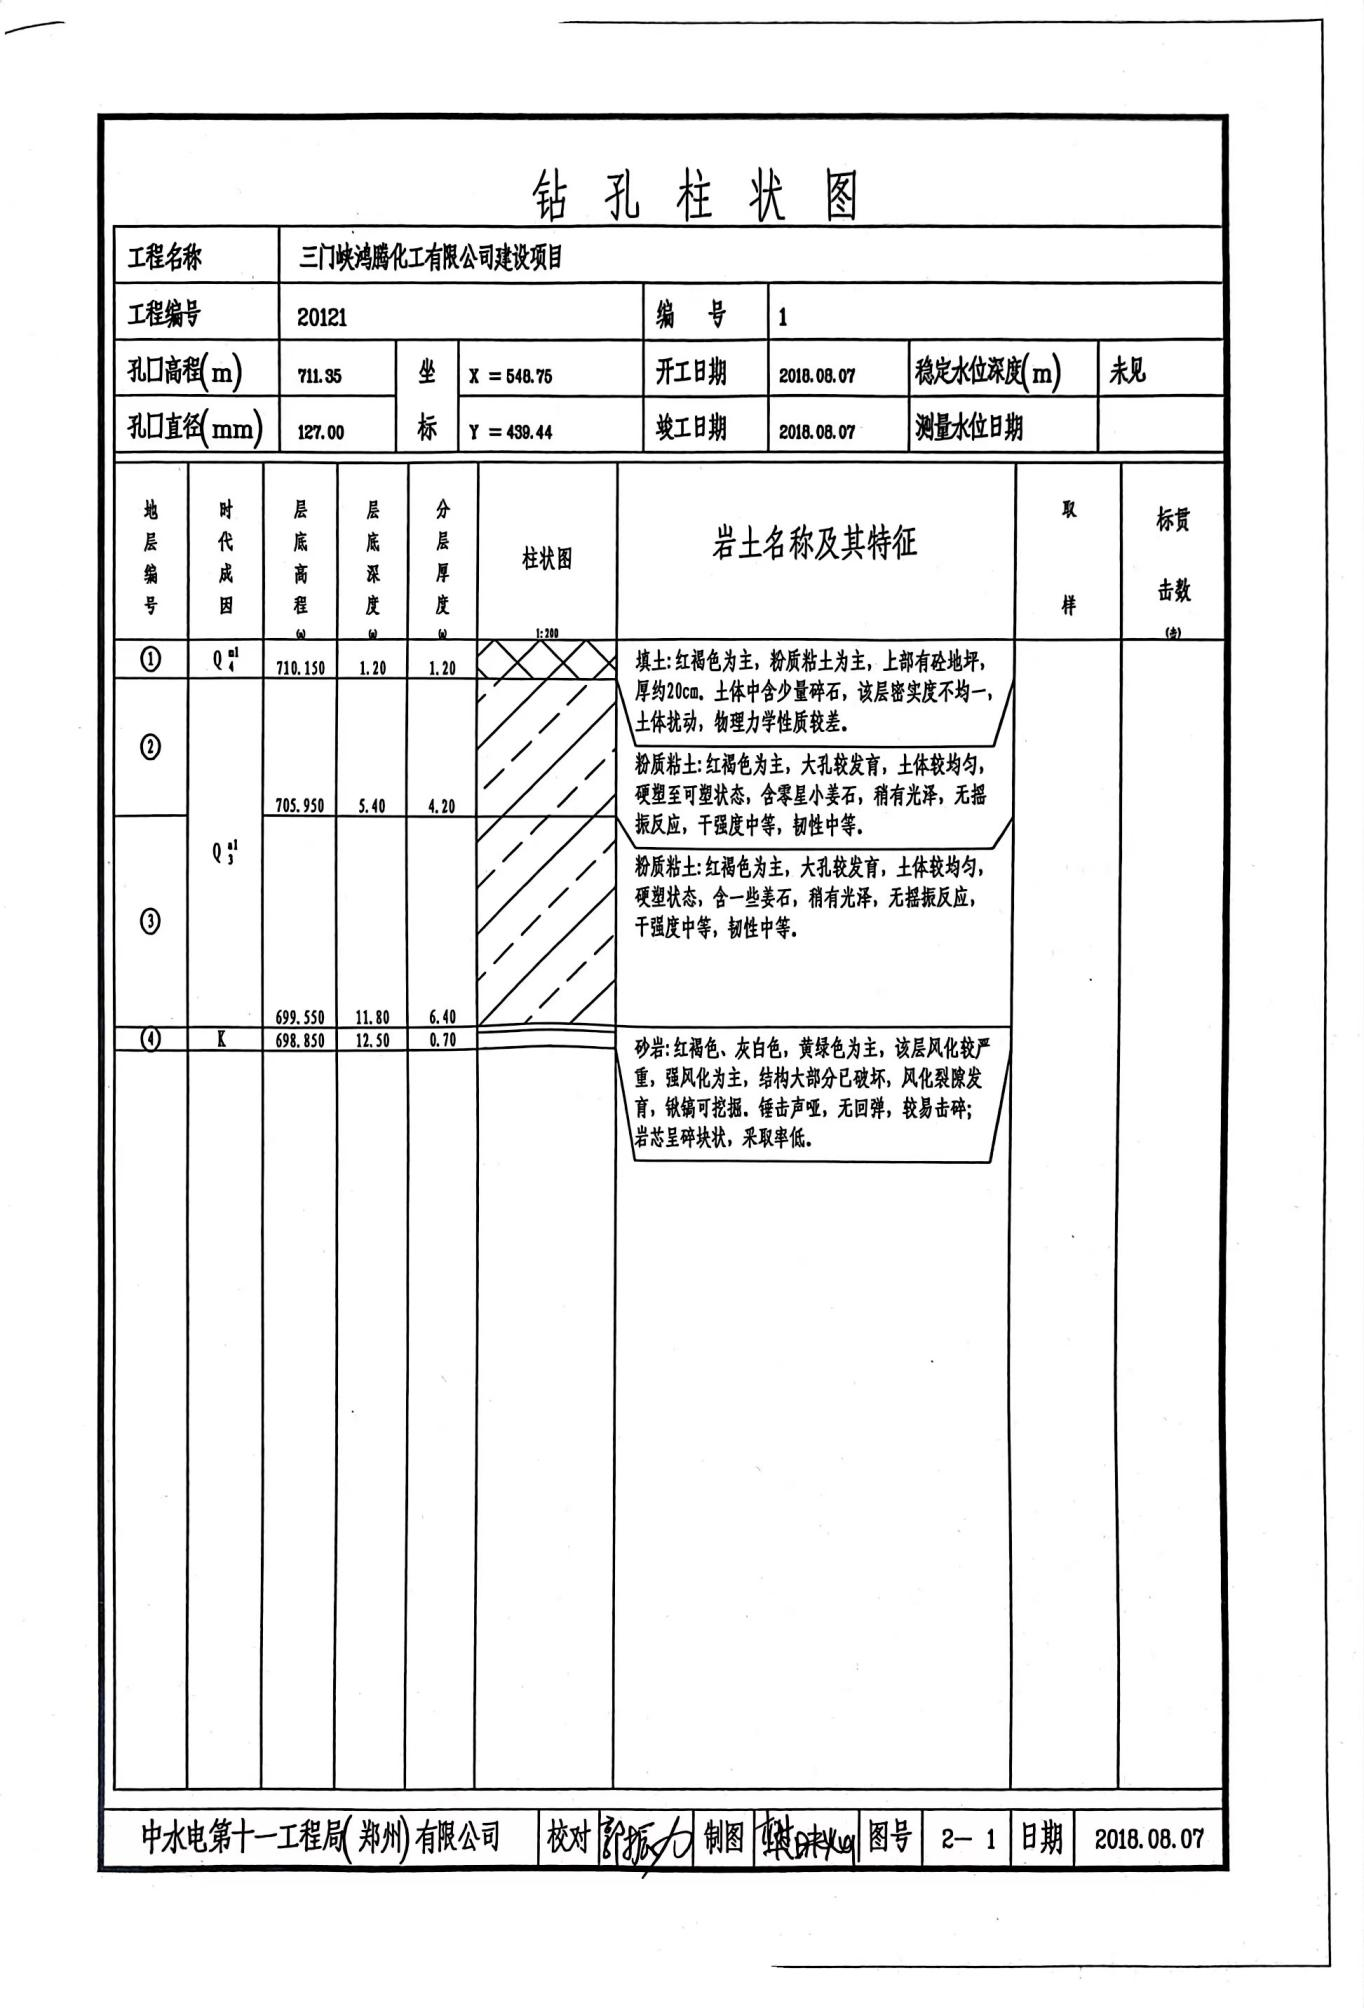 钻孔柱状图
工程名称 三门峡鸿腾化工有限公司建设项目
工程编号 20121 编号 1
孔口高程(m) 711.35 坐标 X = 548.75 开工日期 2018.08.07 稳定水位深度(m) 未见
孔口直径(mm) 127.00 Y = 439.44 竣工日期 2018.08.07 测量水位日期
地层编号 时代成因 层底高程(m) 层底深度(m) 分层厚度(m) 柱状图 1:200 岩土名称及其特征 取样 标贯击数(击)
① Q 4 ml 710.150 1.20 1.20 填土:红褐色为主，粉质粘土为主，上部有砼地坪，
厚约20cm。土体中含少量碎石，该层密实度不均一，
土体扰动，物理力学性质较差。
② 705.950 5.40 4.20 粉质粘土:红褐色为主，大孔较发育，土体较均匀，
硬塑至可塑状态，含零星小姜石，稍有光泽，无摇
振反应，干强度中等，韧性中等。
Q 3 al
③ 699.550 11.80 6.40 粉质粘土:红褐色为主，大孔较发育，土体较均匀，
硬塑状态，含一些姜石，稍有光泽，无摇振反应，
干强度中等，韧性中等。
④ K 698.850 12.50 0.70 砂岩:红褐色、灰白色，黄绿色为主，该层风化较严
重，强风化为主，结构大部分已破坏，风化裂隙发
育，锹镐可挖掘。锤击声哑，无回弹，较易击碎;
岩芯呈碎块状，采取率低。
中水电第十一工程局(郑州)有限公司 校对 郭振力 制图 图号 2-1 日期 2018.08.07